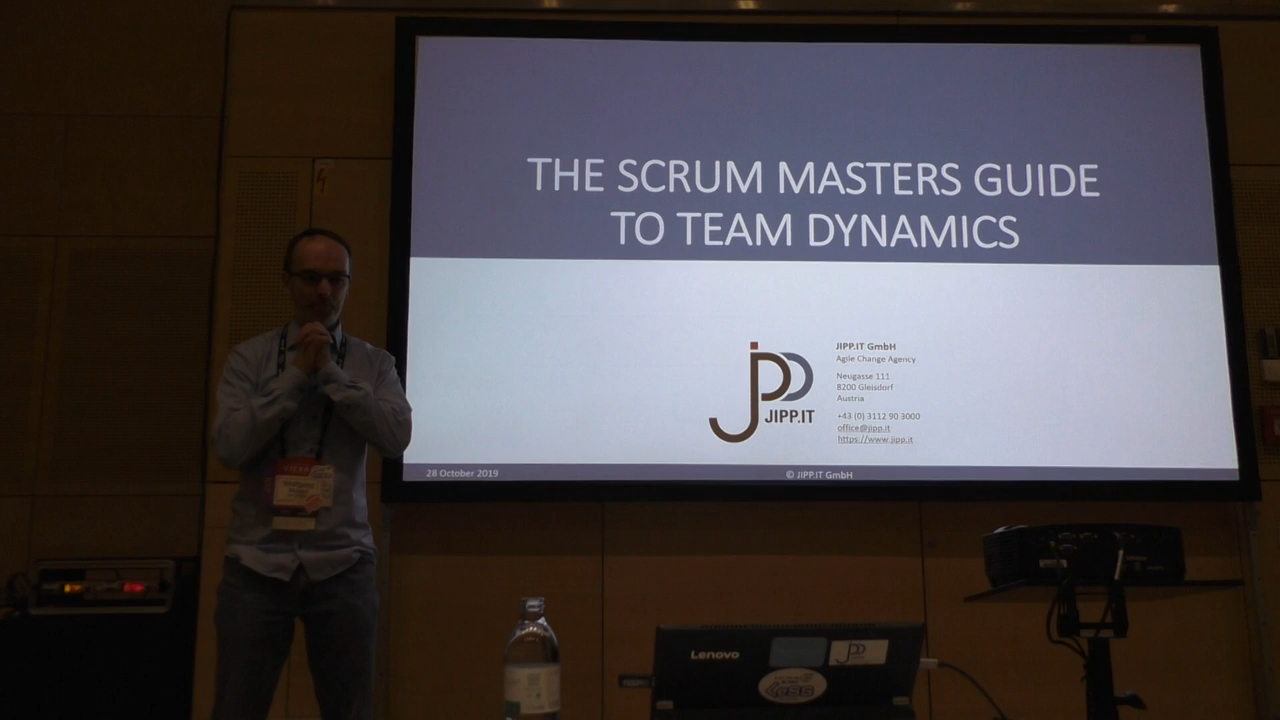 THE SCRUM MASTERS GUIDE
TO TEAM DYNAMICS
JIPP.IT
JIPP.IT GmbH
Agile Change Agency
Neugasse 111
8200 Gleisdorf
Austria
+43 (0) 3112 90 3000
office@jipp.it
https://www.jipp.it
28 October 2019
© JIPP.IT GmbH
Lenovo